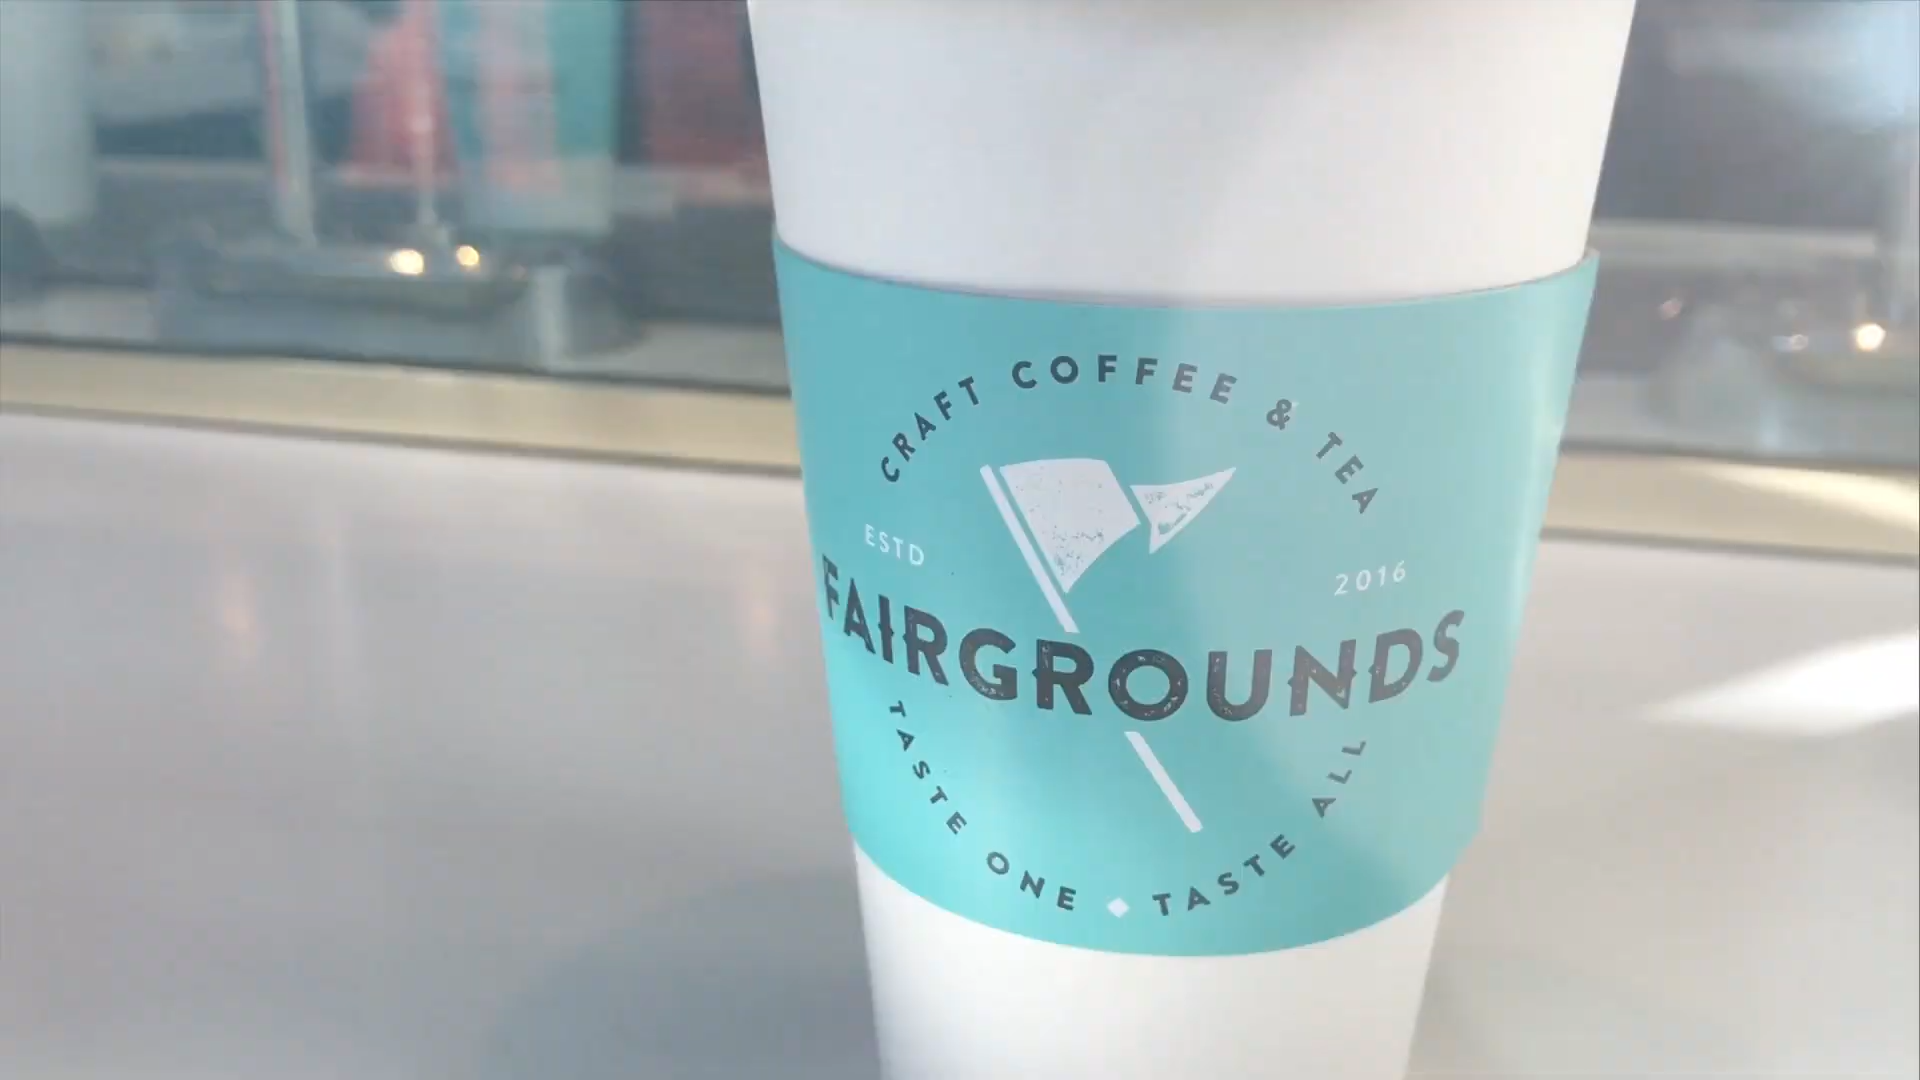 CRAFT COFFEE & TEA
ESTD
2016
FAIRGROUNDS
TASTE ONE ◆ TASTE ALL